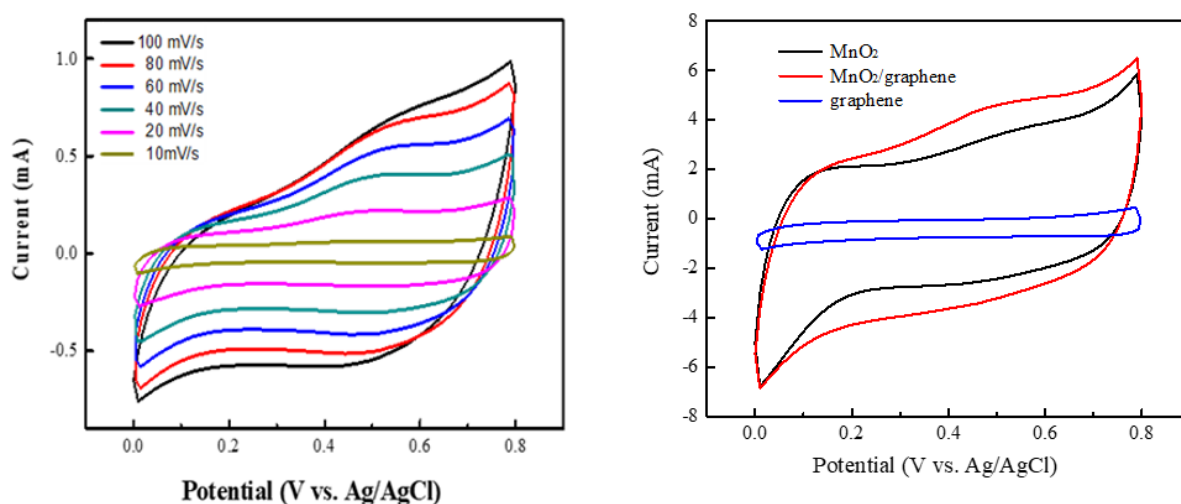 100 mV/s
80 mV/s
60 mV/s
40 mV/s
20 mV/s
10mV/s
1.0
0.5
0.0
-0.5
Current (mA)
0.0 0.2 0.4 0.6 0.8
Potential (V vs. Ag/AgCl)
MnO₂
MnO₂/graphene
graphene
8
6
4
2
0
-2
-4
-6
-8
Current (mA)
0.0 0.2 0.4 0.6 0.8
Potential (V vs. Ag/AgCl)